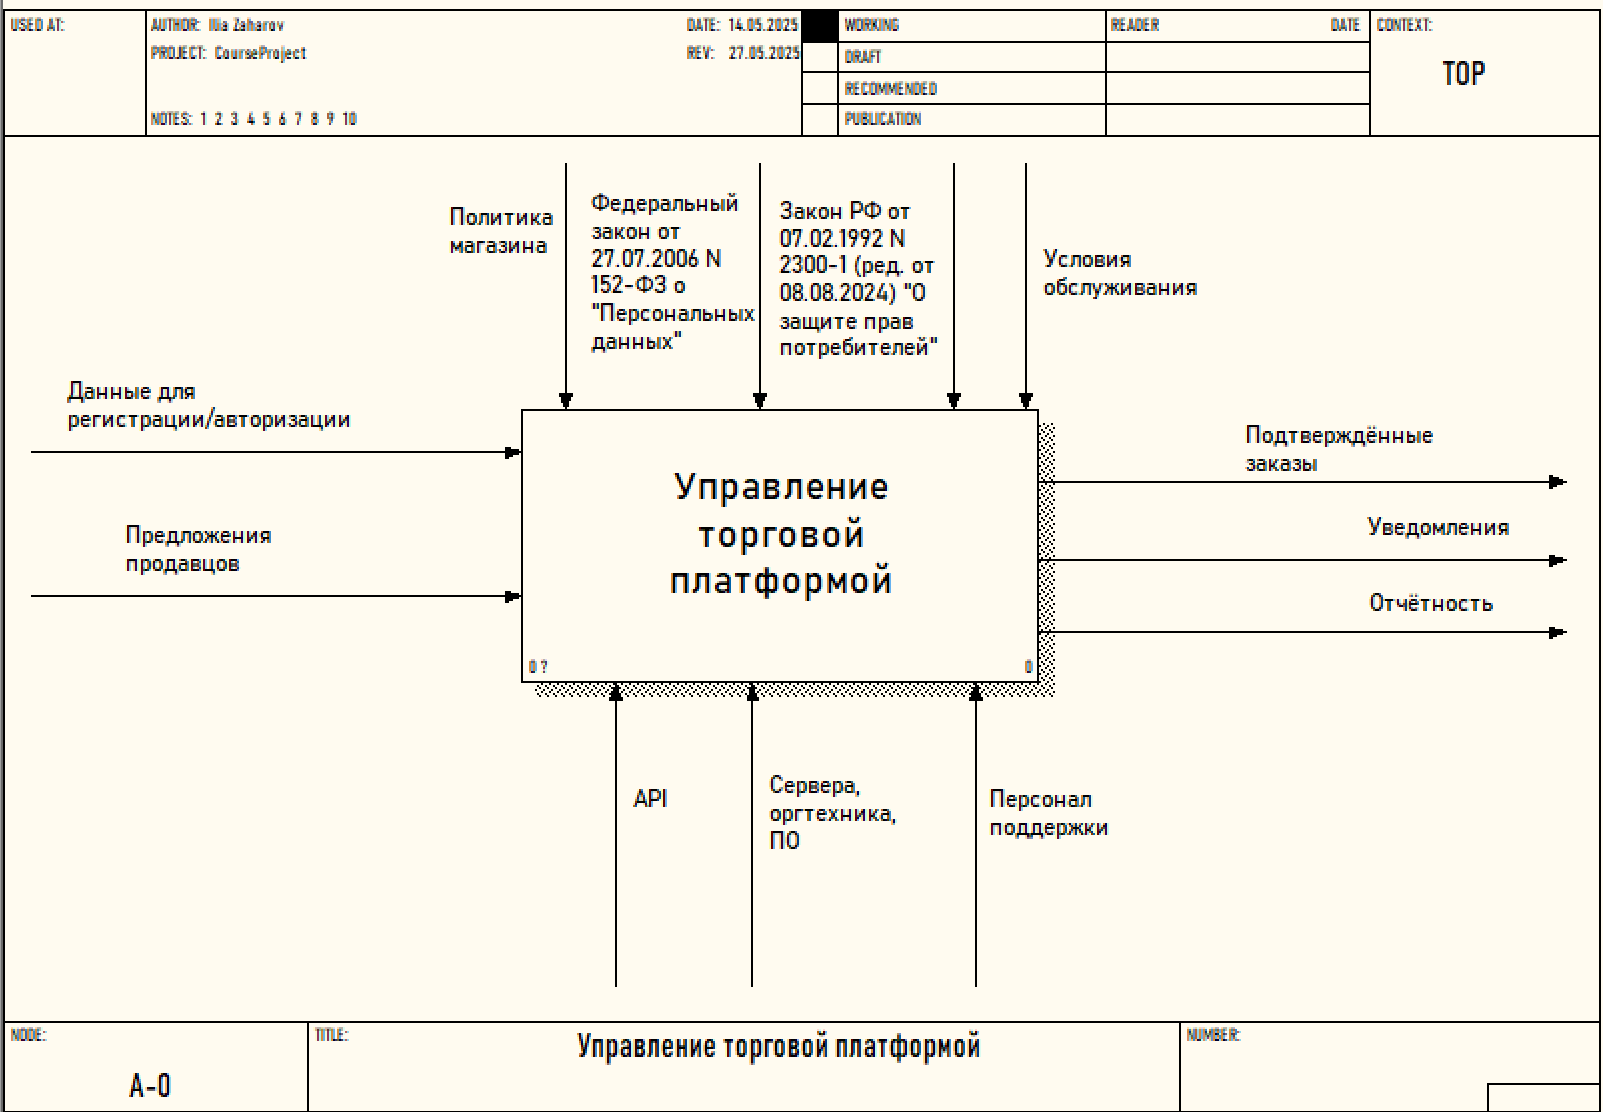 USED AT:
AUTHOR: Ilia Zaharov
DATE: 14.05.2025
PROJECT: CourseProject
REV: 27.05.2025
NOTES: 1 2 3 4 5 6 7 8 9 10
WORKING
DRAFT
RECOMMENDED
PUBLICATION
READER
DATE
CONTEXT:
TOP
Политика
магазина
Федеральный
закон от
27.07.2006 N
152-ФЗ о
"Персональных
данных"
Закон РФ от
07.02.1992 N
2300-1 (ред. от
08.08.2024) "О
защите прав
потребителей"
Условия
обслуживания
Данные для
регистрации/авторизации
Предложения
продавцов
Управление
торговой
платформой
0 ?
0
Подтверждённые
заказы
Уведомления
Отчётность
API
Сервера,
оргтехника,
ПО
Персонал
поддержки
NODE:
A-0
TITLE:
Управление торговой платформой
NUMBER: